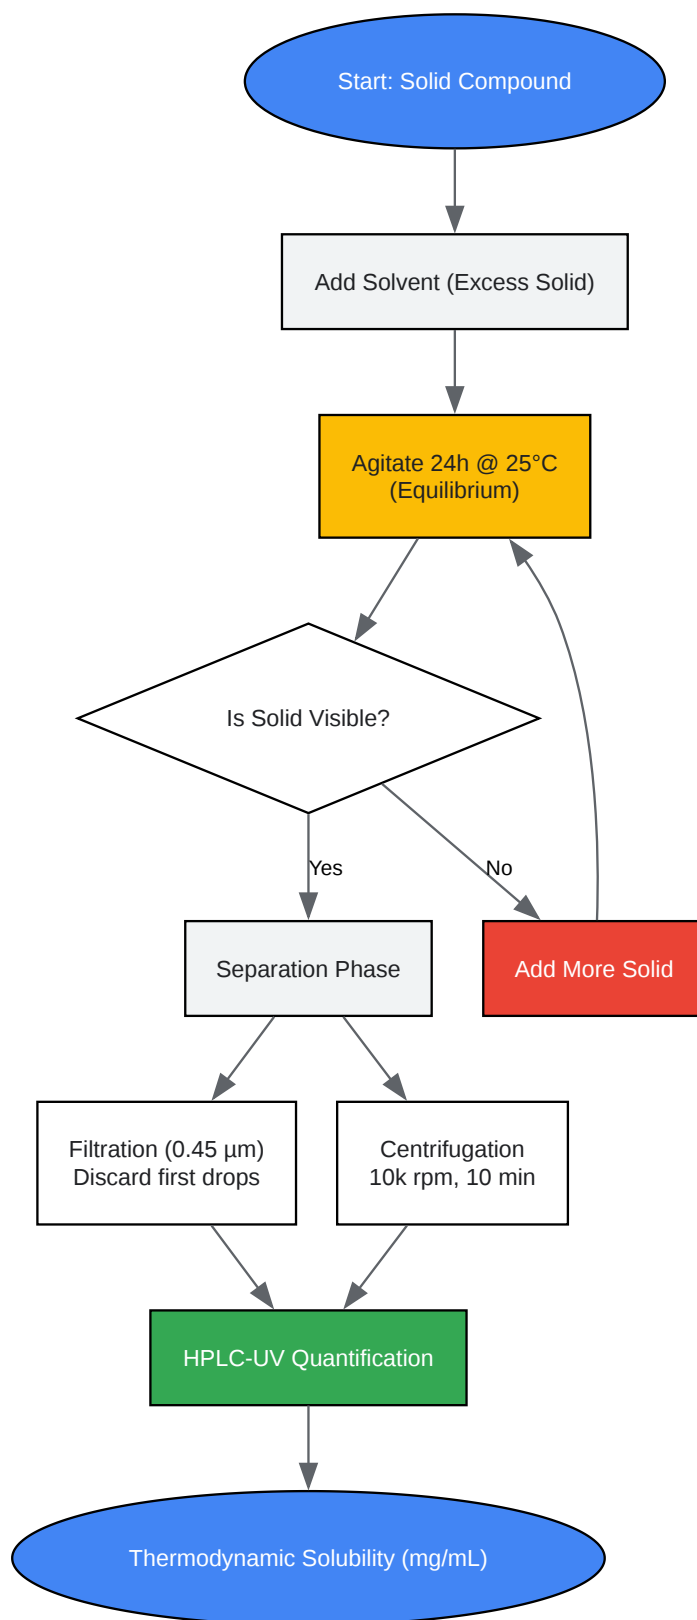 Start: Solid Compound
Add Solvent (Excess Solid)
Agitate 24h @ 25°C
(Equilibrium)
Is Solid Visible?
Yes
No
Separation Phase
Add More Solid
Filtration (0.45 µm)
Discard first drops
Centrifugation
10k rpm, 10 min
HPLC-UV Quantification
Thermodynamic Solubility (mg/mL)